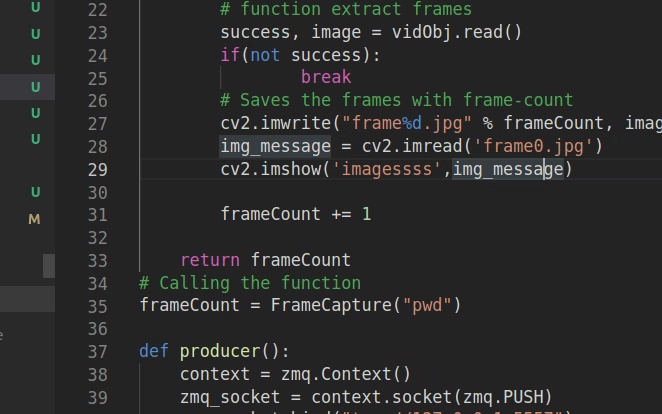 U
U
U
U
U
U
U
M
22 # function extract frames
23 success, image = vidObj.read()
24 if(not success):
25 break
26 # Saves the frames with frame-count
27 cv2.imwrite("frame%d.jpg" % frameCount, imag
28 img_message = cv2.imread('frame0.jpg')
29 cv2.imshow('imagessss',img_message)
30
31 frameCount += 1
32
33 return frameCount
34 # Calling the function
35 frameCount = FrameCapture("pwd")
36
37 def producer():
38 context = zmq.Context()
39 zmq_socket = context.socket(zmq.PUSH)